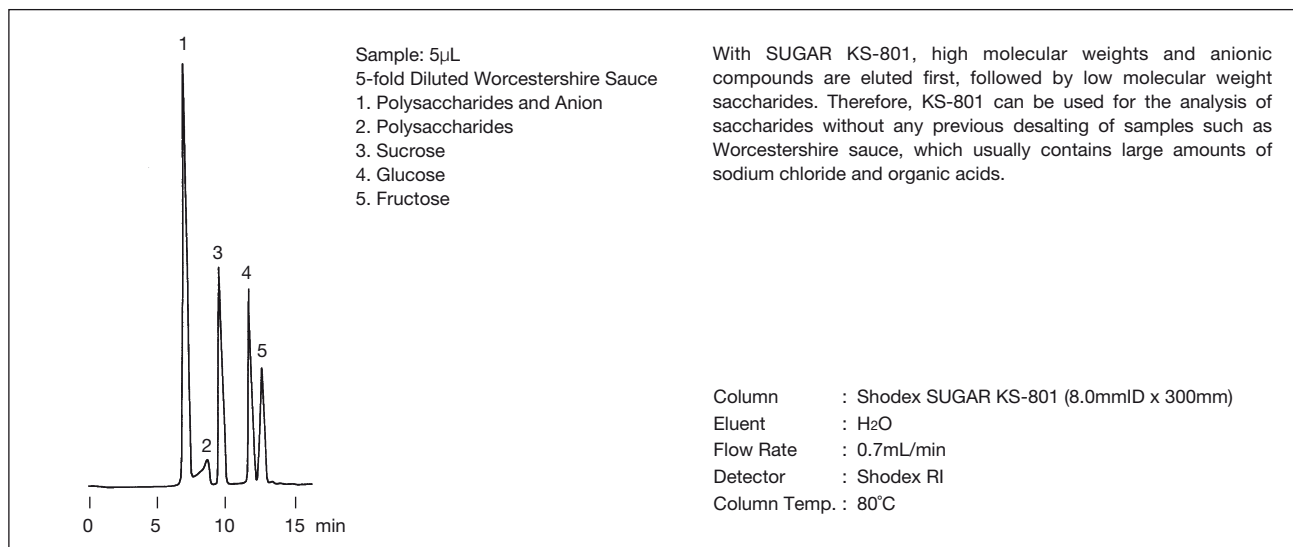 1
2
3
4
5
0 5 10 15 min
Sample: 5µL
5-fold Diluted Worcestershire Sauce
1. Polysaccharides and Anion
2. Polysaccharides
3. Sucrose
4. Glucose
5. Fructose
With SUGAR KS-801, high molecular weights and anionic
compounds are eluted first, followed by low molecular weight
saccharides. Therefore, KS-801 can be used for the analysis of
saccharides without any previous desalting of samples such as
Worcestershire sauce, which usually contains large amounts of
sodium chloride and organic acids.
Column : Shodex SUGAR KS-801 (8.0mmID x 300mm)
Eluent : H2O
Flow Rate : 0.7mL/min
Detector : Shodex RI
Column Temp. : 80˚C